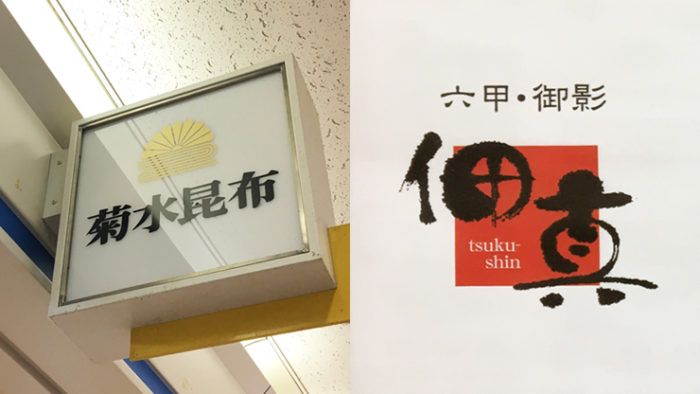 菊水昆布
六甲・御影
佃真
tsuku-
shin